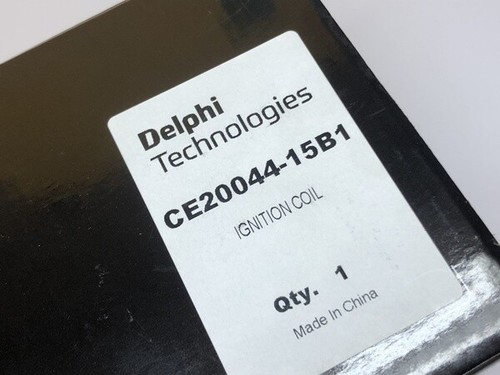 Delphi
Technologies
CE20044-15B1
IGNITION COIL
Qty. 1
Made In China